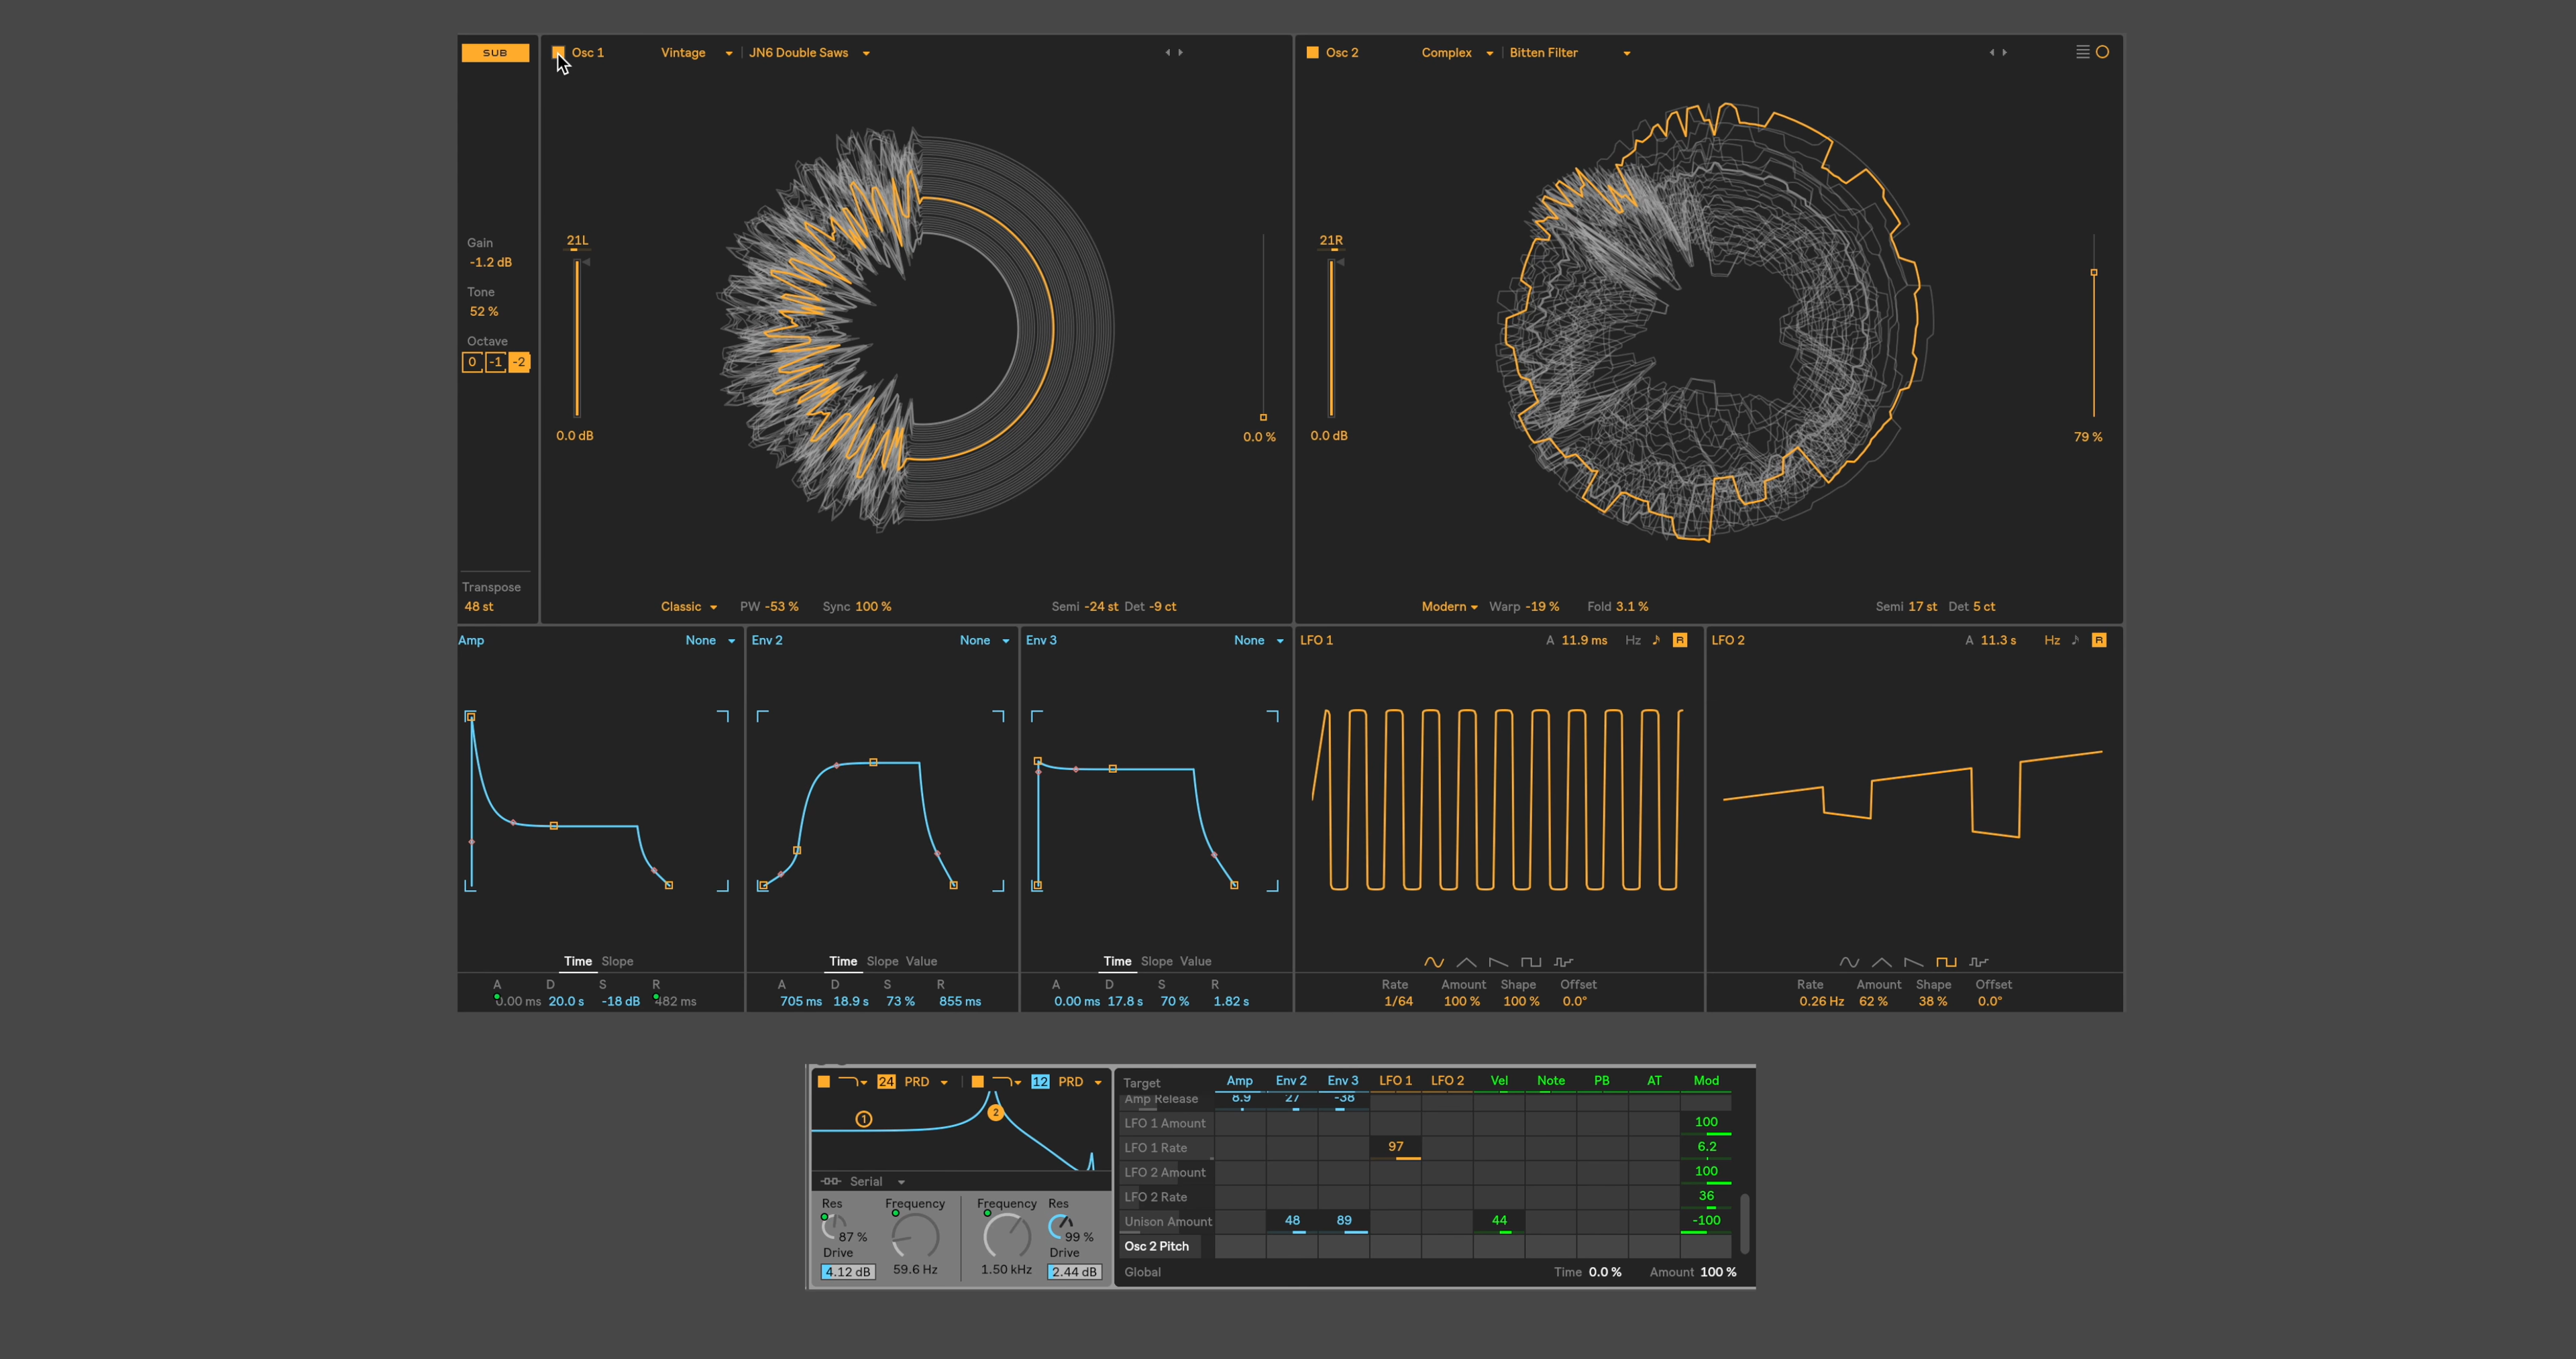 SUB
Osc 1 Vintage JN6 Double Saws
Osc 2 Complex Bitten Filter
Gain
-1.2 dB
Tone
52 %
Octave
0 -1 -2
Transpose
48 st
21L
0.0 dB
0.0 %
Classic PW -53 % Sync 100 % Semi -24 st Det -9 ct
21R
0.0 dB
79 %
Modern Warp -19 % Fold 3.1 % Semi 17 st Det 5 ct
Amp None
Time Slope
A D S R
0.00 ms 20.0 s -18 dB 482 ms
Env 2 None
Time Slope Value
A D S R
705 ms 18.9 s 73 % 855 ms
Env 3 None
Time Slope Value
A D S R
0.00 ms 17.8 s 70 % 1.82 s
LFO 1 A 11.9 ms Hz R
Rate Amount Shape Offset
1/64 100 % 100 % 0.0°
LFO 2 A 11.3 s Hz R
Rate Amount Shape Offset
0.26 Hz 62 % 38 % 0.0°
24 PRD 12 PRD
1 2
Serial
Res Frequency Frequency Res
87 % 99 %
Drive Drive
4.12 dB 59.6 Hz 1.50 kHz 2.44 dB
Target Amp Env 2 Env 3 LFO 1 LFO 2 Vel Note PB AT Mod
Amp Release 8.9 27 -38
LFO 1 Amount 100
LFO 1 Rate 97 6.2
LFO 2 Amount 100
LFO 2 Rate 36
Unison Amount 48 89 44 -100
Osc 2 Pitch
Global Time 0.0 % Amount 100 %